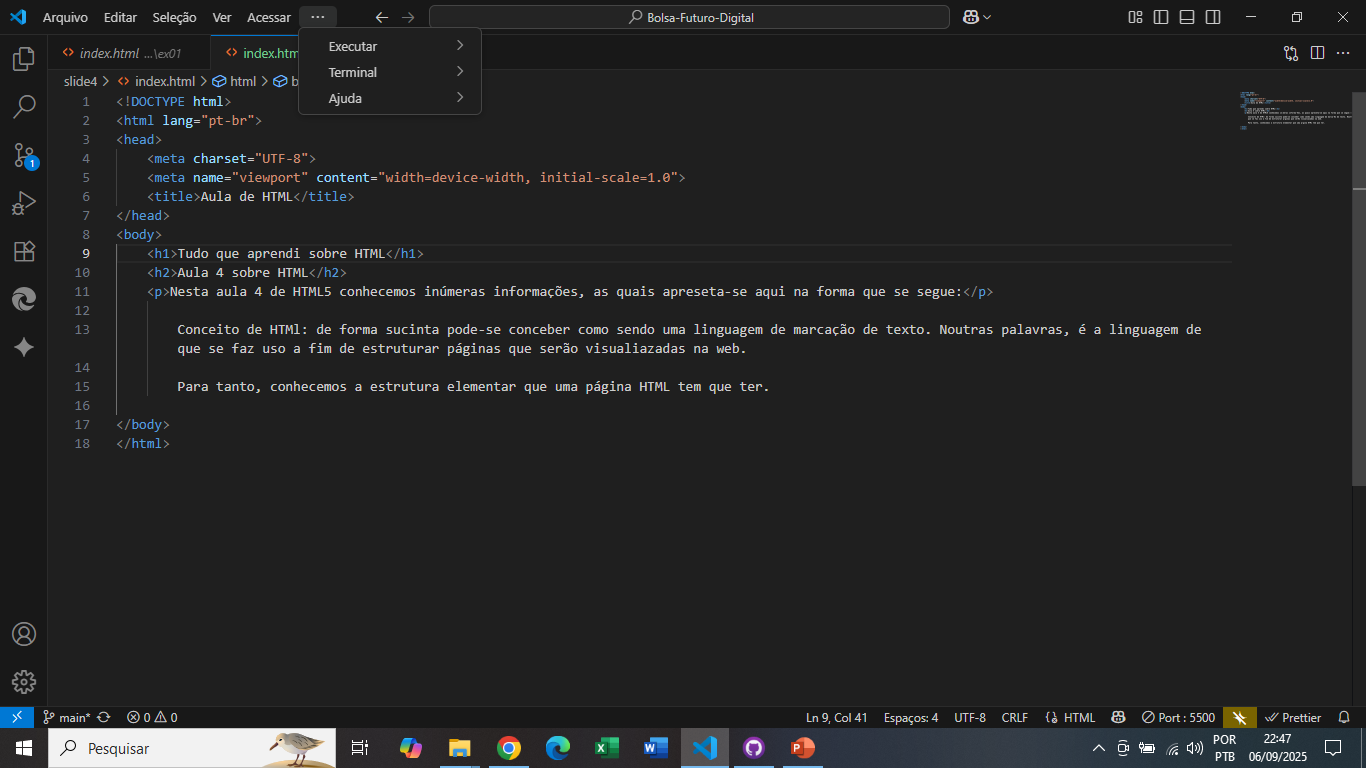 Arquivo Editar Seleção Ver Acessar ··· Bolsa-Futuro-Digital
Executar
Terminal
Ajuda
index.html ...\ex01 index.htm
slide4 > index.html > html > b
1 <!DOCTYPE html>
2 <html lang="pt-br">
3 <head>
4 <meta charset="UTF-8">
5 <meta name="viewport" content="width=device-width, initial-scale=1.0">
6 <title>Aula de HTML</title>
7 </head>
8 <body>
9 <h1>Tudo que aprendi sobre HTML</h1>
10 <h2>Aula 4 sobre HTML</h2>
11 <p>Nesta aula 4 de HTML5 conhecemos inúmeras informações, as quais apreseta-se aqui na forma que se segue:</p>
12
13 Conceito de HTMl: de forma sucinta pode-se conceber como sendo uma linguagem de marcação de texto. Noutras palavras, é a linguagem de
que se faz uso a fim de estruturar páginas que serão visualiazadas na web.
14
15 Para tanto, conhecemos a estrutura elementar que uma página HTML tem que ter.
16
17 </body>
18 </html>
1
main* 0 0 Ln 9, Col 41 Espaços: 4 UTF-8 CRLF HTML Port : 5500 Prettier
Pesquisar
POR
PTB
22:47
06/09/2025